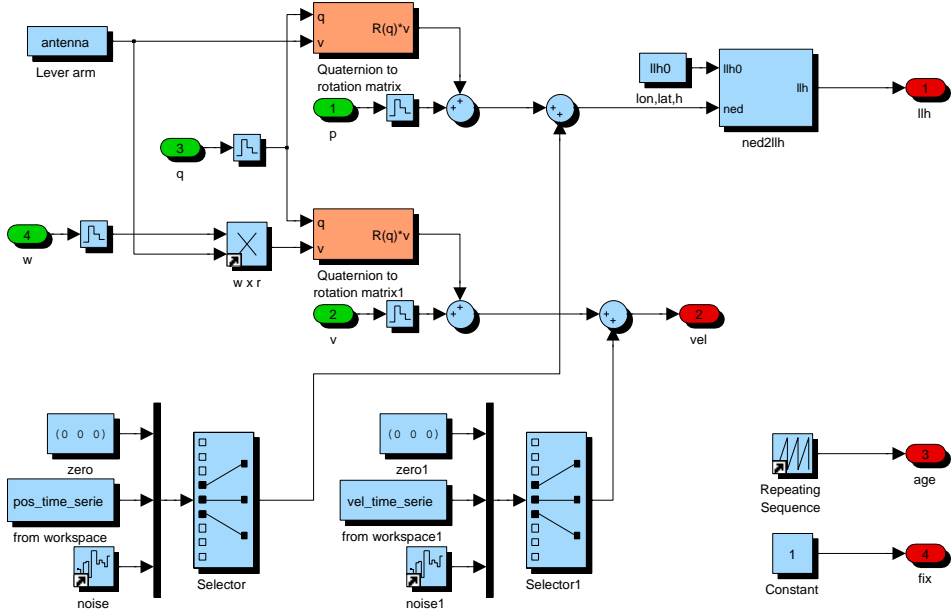 antenna
Lever arm
q
v
R(q)*v
Quaternion to
rotation matrix
1
p
+
+
+
+
llh0
lon,lat,h
llh0
ned
llh
ned2llh
1
llh
3
q
4
w
w x r
q
v
R(q)*v
Quaternion to
rotation matrix1
2
v
+
+
+
+
2
vel
(0 0 0)
zero
pos_time_serie
from workspace
noise
Selector
(0 0 0)
zero1
vel_time_serie
from workspace1
noise1
Selector1
Repeating
Sequence
3
age
1
Constant
4
fix